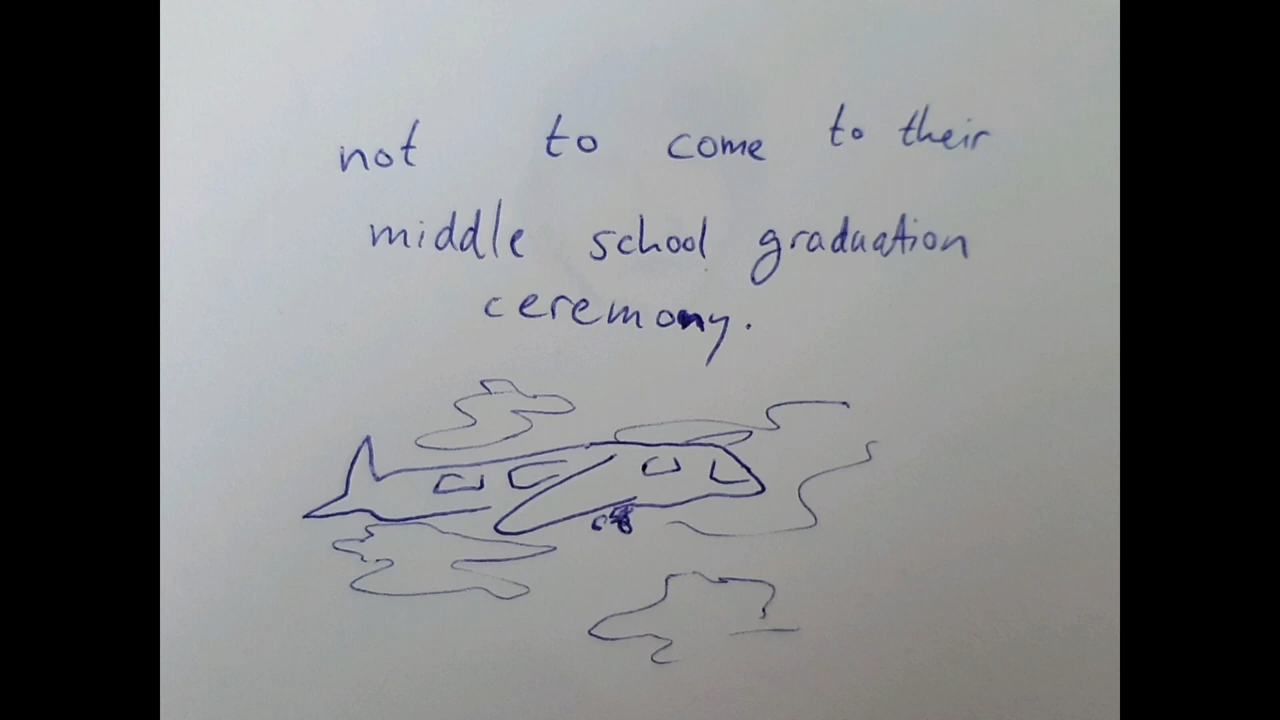 not to come to their
middle school graduation
ceremony.